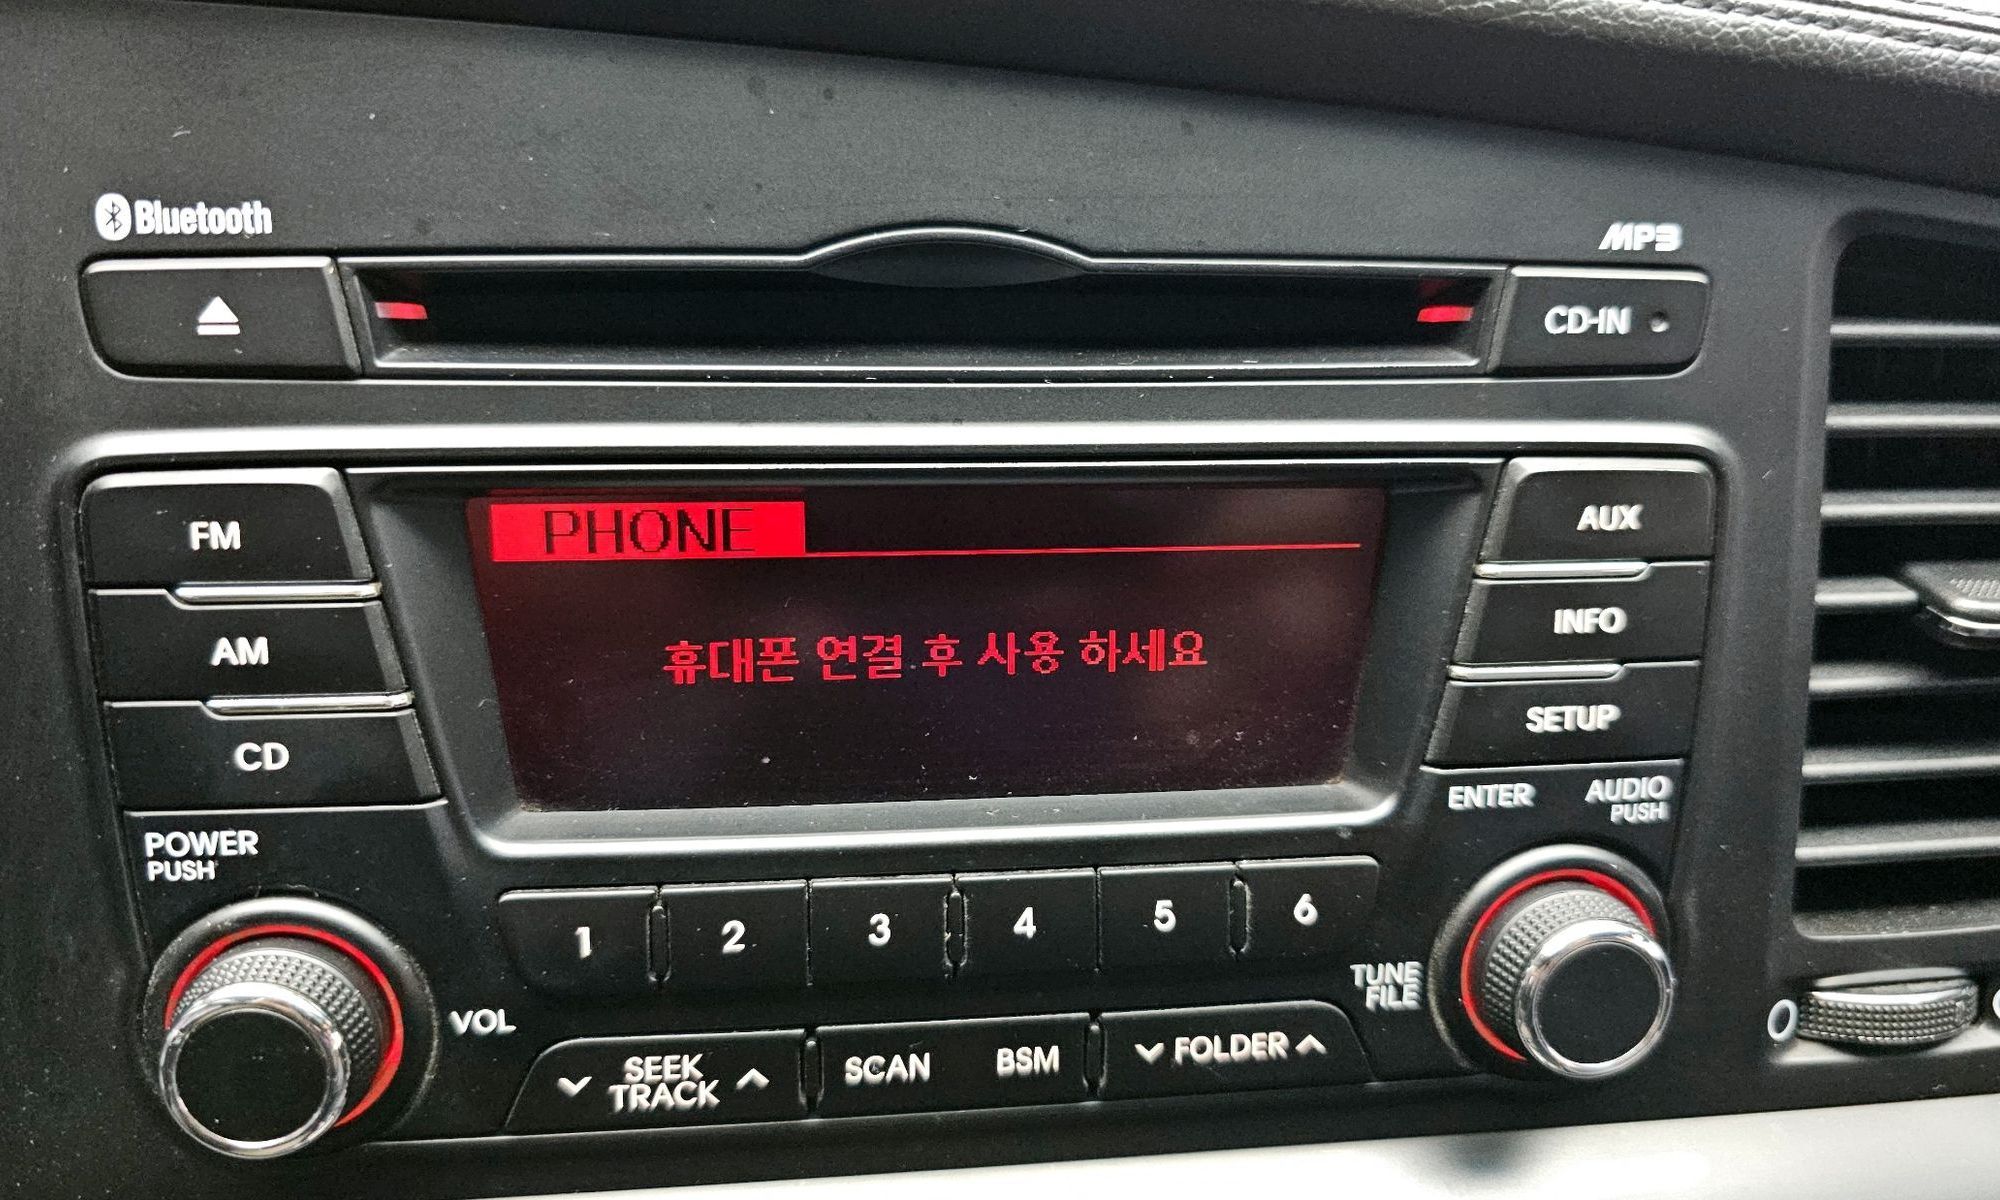 Bluetooth
MP3
CD-IN
FM
PHONE
AUX
휴대폰 연결 후 사용 하세요
INFO
AM
SETUP
CD
ENTER
AUDIO
PUSH
POWER
PUSH
1 2 3 4 5 6
VOL
TUNE
FILE
SEEK
TRACK
SCAN BSM
FOLDER